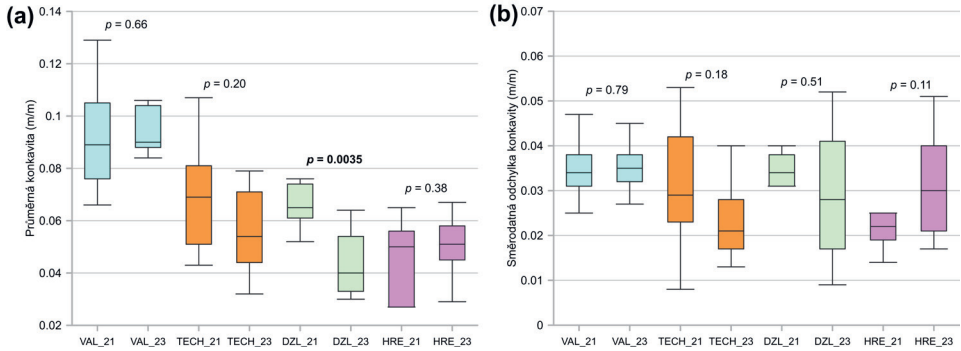 (a)
Průměrná konkavita (m/m)
0.14
0.12
0.1
0.08
0.06
0.04
0.02
p = 0.66
p = 0.20
p = 0.0035
p = 0.38
VAL_21 VAL_23 TECH_21 TECH_23 DZL_21 DZL_23 HRE_21 HRE_23
(b)
Směrodatná odchylka konkavity (m/m)
0.07
0.06
0.05
0.04
0.03
0.02
0.01
0
p = 0.79
p = 0.18
p = 0.51
p = 0.11
VAL_21 VAL_23 TECH_21 TECH_23 DZL_21 DZL_23 HRE_21 HRE_23